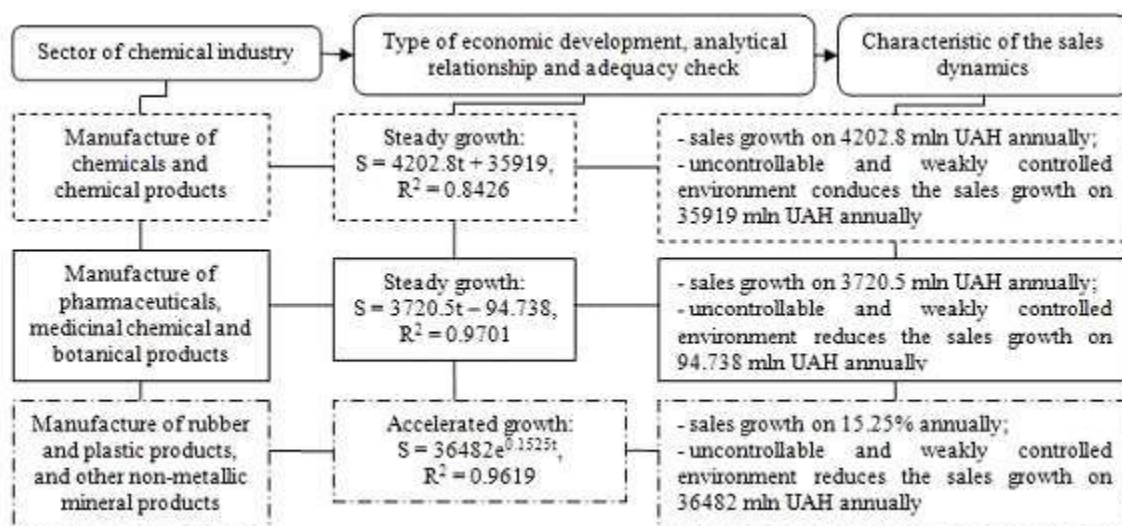 Sector of chemical industry
Type of economic development, analytical
relationship and adequacy check
Characteristic of the sales
dynamics
Manufacture of
chemicals and
chemical products
Steady growth:
S = 4202.8t + 35919,
R² = 0.8426
- sales growth on 4202.8 mln UAH annually;
- uncontrollable and weakly controlled
environment conduces the sales growth on
35919 mln UAH annually
Manufacture of
pharmaceuticals,
medicinal chemical and
botanical products
Steady growth:
S = 3720.5t – 94.738,
R² = 0.9701
- sales growth on 3720.5 mln UAH annually;
- uncontrollable and weakly controlled
environment reduces the sales growth on
94.738 mln UAH annually
Manufacture of rubber
and plastic products,
and other non-metallic
mineral products
Accelerated growth:
S = 36482e^0.1525t,
R² = 0.9619
- sales growth on 15.25% annually;
- uncontrollable and weakly controlled
environment reduces the sales growth on
36482 mln UAH annually